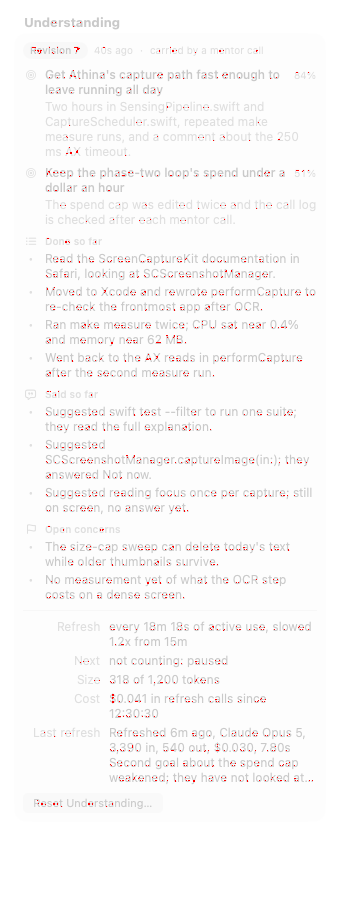 Understanding
Revision 7 40s ago · carried by a mentor call
Get Athina's capture path fast enough to 84%
leave running all day
Two hours in SensingPipeline.swift and
CaptureScheduler.swift, repeated make
measure runs, and a comment about the 250
ms AX timeout.
Keep the phase-two loop's spend under a
dollar an hour
The spend cap was edited twice and the call log
is checked after each mentor call.
Done so far
• Read the ScreenCaptureKit documentation in
Safari, looking at SCScreenshotManager.
• Moved to Xcode and rewrote performCapture to
re-check the frontmost app after OCR.
• Ran make measure twice; CPU sat near 0.4%
and memory near 62 MB.
• Went back to the AX reads in performCapture
after the second measure run.
Said so far
• Suggested swift test --filter to run one suite;
they read the full explanation.
• Suggested
SCScreenshotManager.captureImage(in:); they
answered Not now.
• Suggested reading focus once per capture; still
on screen, no answer yet.
Open concerns
• The size-cap sweep can delete today's text
while older thumbnails survive.
• No measurement yet of what the OCR step
costs on a dense screen.
Refresh every 18m 18s of active use, slowed
1.2x from 15m
Next not counting: paused
Size 318 of 1,200 tokens
Cost $0.041 in refresh calls since
12:30:30
Last refresh Refreshed 6m ago, Claude Opus 5,
3,390 in, 540 out, $0.030, 7.80s
Second goal about the spend cap
weakened; they have not looked at...
Reset Understanding...